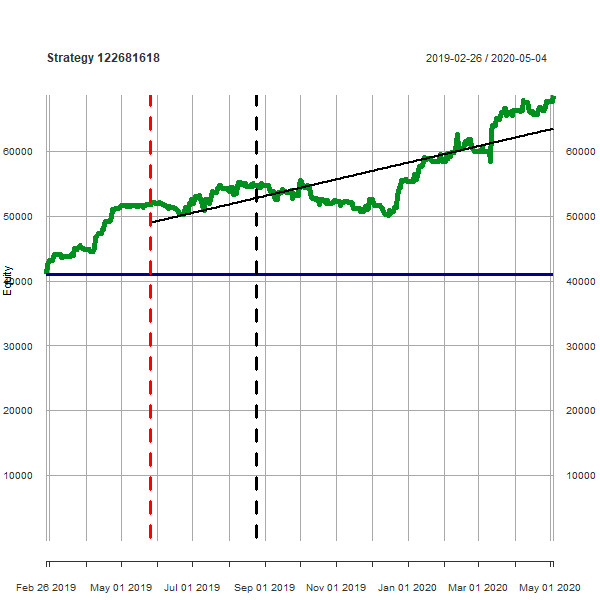 Strategy 122681618
2019-02-26 / 2020-05-04
60000
60000
50000
50000
40000
40000
Equity
30000
30000
20000
20000
10000
10000
Feb 26 2019
May 01 2019
Jul 01 2019
Sep 01 2019
Nov 01 2019
Jan 01 2020
Mar 01 2020
May 01 2020